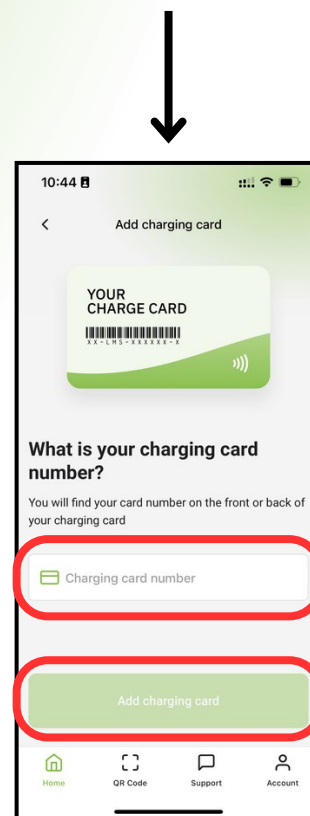 10:44
Add charging card
YOUR
CHARGE CARD
XX-LMS-XXXXXX-X
What is your charging card
number?
You will find your card number on the front or back of
your charging card
Charging card number
Add charging card
Home QR Code Support Account